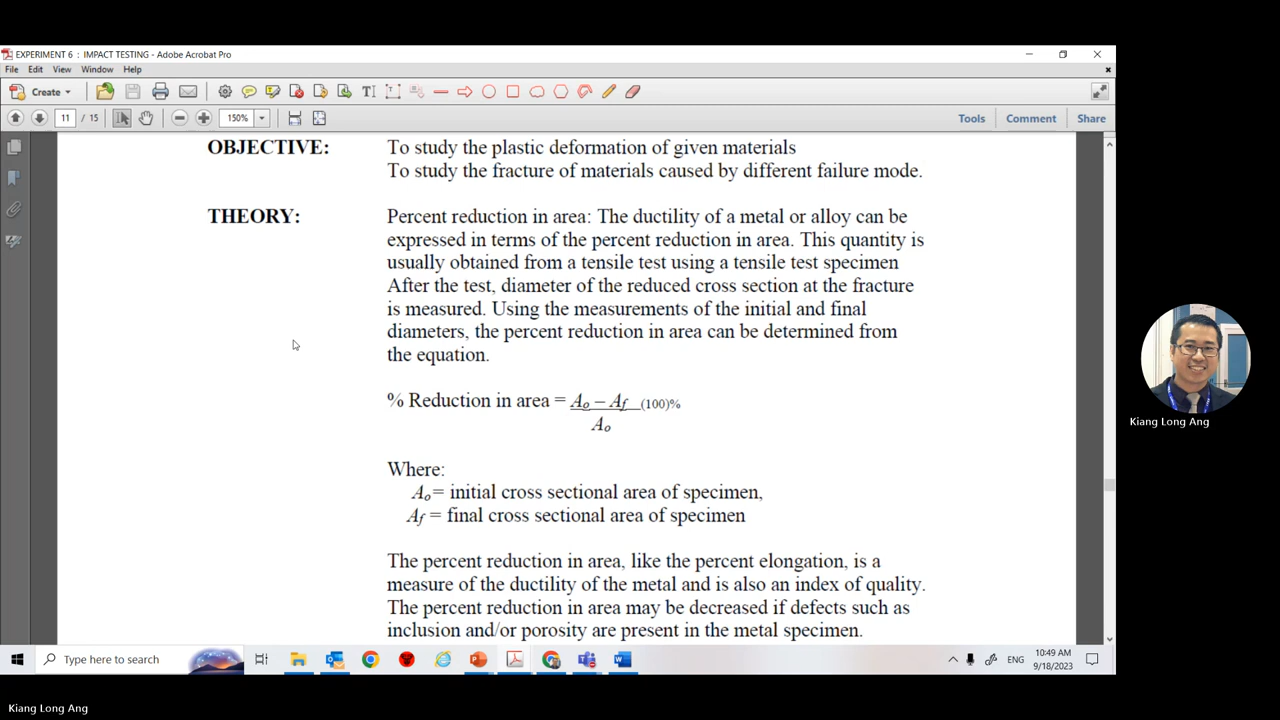 EXPERIMENT 6 : IMPACT TESTING - Adobe Acrobat Pro
File Edit View Window Help
Create
11 / 15 150% Tools Comment Share
OBJECTIVE: To study the plastic deformation of given materials
To study the fracture of materials caused by different failure mode.
THEORY: Percent reduction in area: The ductility of a metal or alloy can be
expressed in terms of the percent reduction in area. This quantity is
usually obtained from a tensile test using a tensile test specimen
After the test, diameter of the reduced cross section at the fracture
is measured. Using the measurements of the initial and final
diameters, the percent reduction in area can be determined from
the equation.
% Reduction in area = Ao – Af (100)%
Ao
Where:
Ao= initial cross sectional area of specimen,
Af = final cross sectional area of specimen
The percent reduction in area, like the percent elongation, is a
measure of the ductility of the metal and is also an index of quality.
The percent reduction in area may be decreased if defects such as
inclusion and/or porosity are present in the metal specimen.
Type here to search
ENG
10:49 AM
9/18/2023
Kiang Long Ang
Kiang Long Ang